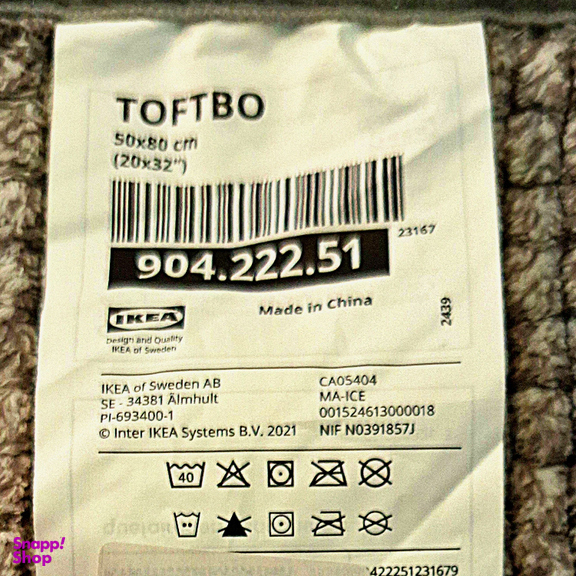 TOFTBO
50x80 cm
(20x32")
23167
904.222.51
Made in China
2439
IKEA
Design and Quality
IKEA of Sweden
IKEA of Sweden AB
SE - 34381 Älmhult
PI-693400-1
© Inter IKEA Systems B.V. 2021
CA05404
MA-ICE
001524613000018
NIF N0391857J
40
422251231679
Snapp!
Shop